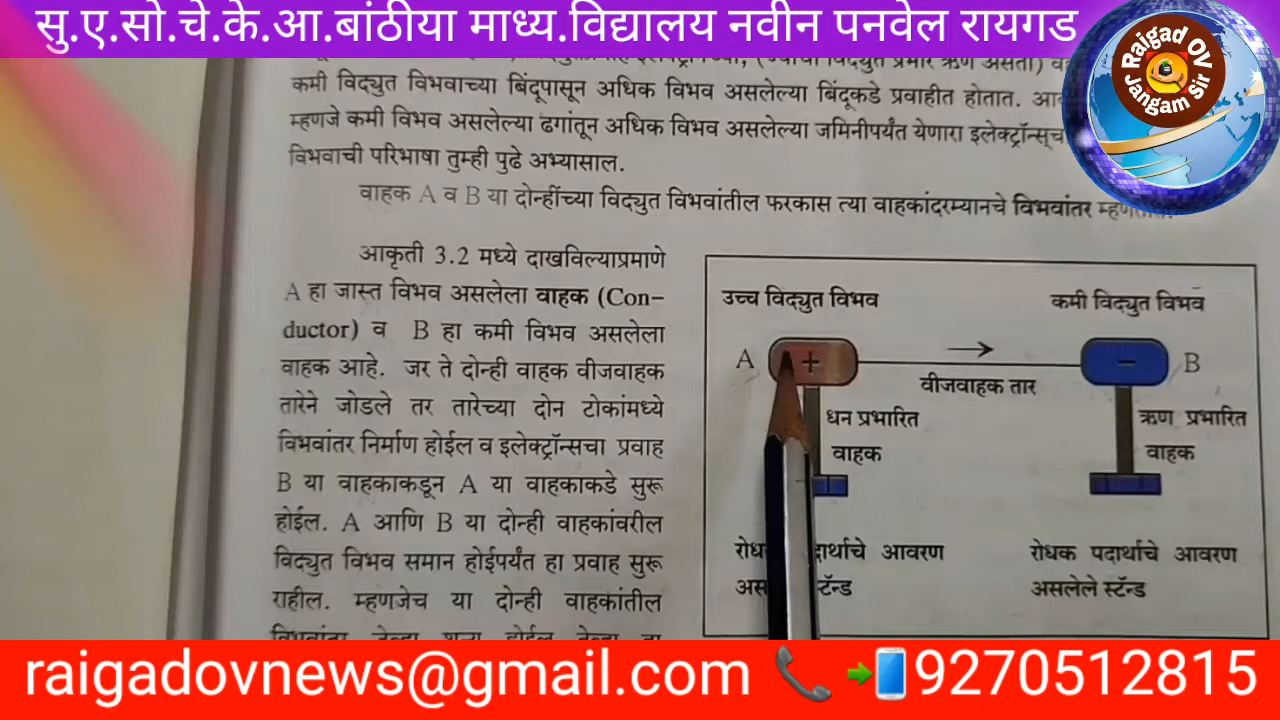 सु.ए.सो.चे.के.आ.बांठीया माध्य.विद्यालय नवीन पनवेल रायगड
Raigad OV
Jangam Sir
कमी विद्युत विभवाच्या बिंदूपासून अधिक विभव असलेल्या बिंदूकडे प्रवाहीत होतात.
म्हणजे कमी विभव असलेल्या ढगांतून अधिक विभव असलेल्या जमिनीपर्यंत येणारा इलेक्ट्रॉन्स्च
विभवाची परिभाषा तुम्ही पुढे अभ्यासाल.
वाहक A व B या दोन्हींच्या विद्युत विभवांतील फरकास त्या वाहकांदरम्यानचे विभवांतर
आकृती 3.2 मध्ये दाखविल्याप्रमाणे
A हा जास्त विभव असलेला वाहक (Con-
ductor) व B हा कमी विभव असलेला
वाहक आहे. जर ते दोन्ही वाहक वीजवाहक
तारेने जोडले तर तारेच्या दोन टोकांमध्ये
विभवांतर निर्माण होईल व इलेक्ट्रॉन्सचा प्रवाह
B या वाहकाकडून A या वाहकाकडे सुरू
होईल. A आणि B या दोन्ही वाहकांवरील
विद्युत विभव समान होईपर्यंत हा प्रवाह सुरू
राहील. म्हणजेच या दोन्ही वाहकांतील
उच्च विद्युत विभव
कमी विद्युत विभव
A + - B
वीजवाहक तार
धन प्रभारित
वाहक
ऋण प्रभारित
वाहक
आवरण
रोधक पदार्थाचे आवरण
असलेले स्टॅन्ड
raigadovnews@gmail.com 9270512815